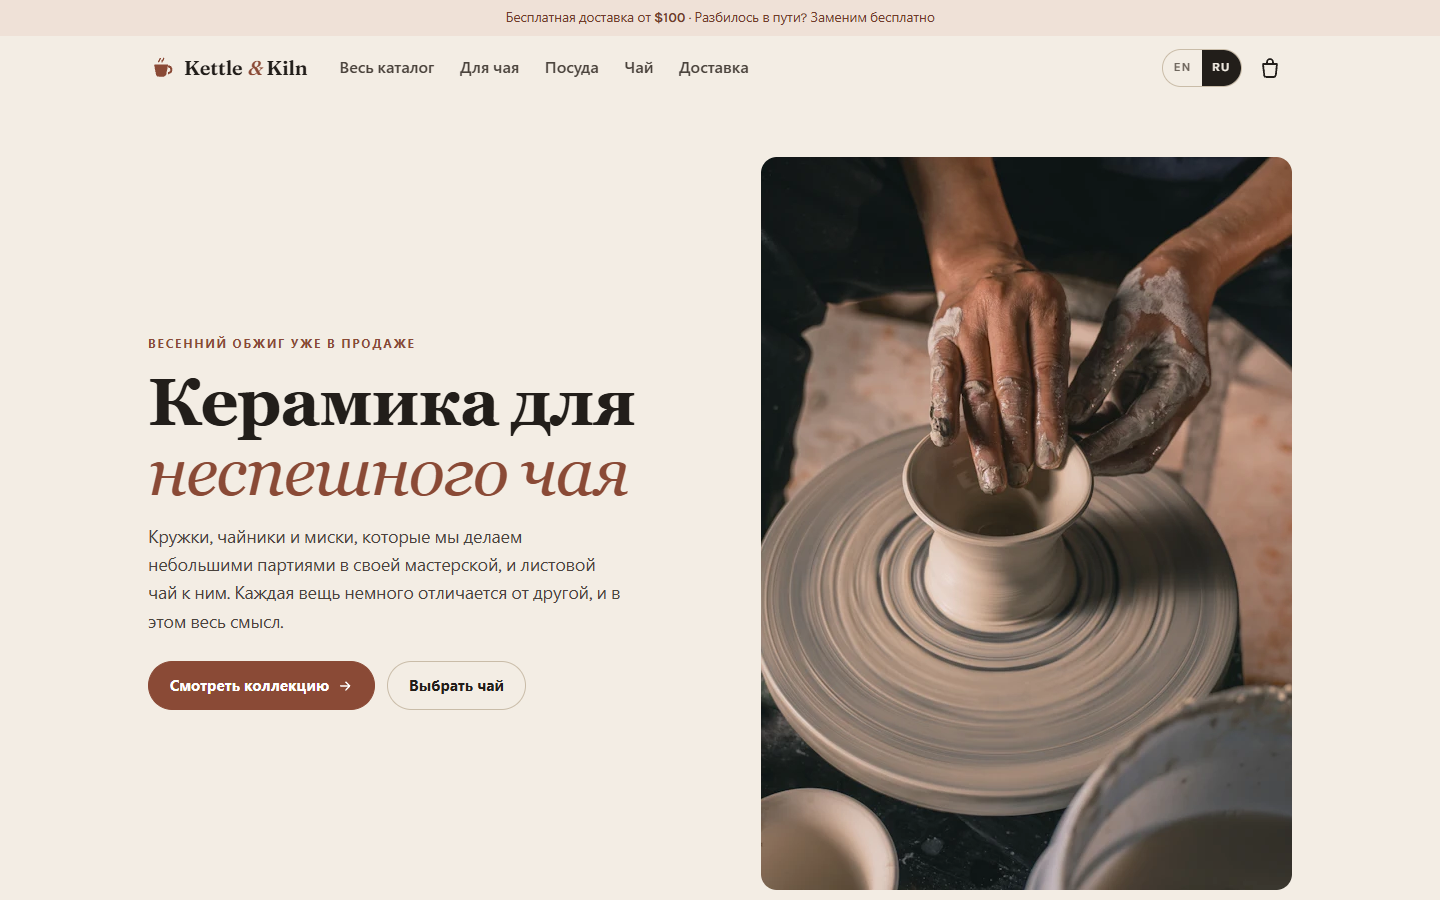 Бесплатная доставка от $100 · Разбилось в пути? Заменим бесплатно
Kettle & Kiln
Весь каталог
Для чая
Посуда
Чай
Доставка
EN
RU
ВЕСЕННИЙ ОБЖИГ УЖЕ В ПРОДАЖЕ
Керамика для
неспешного чая
Кружки, чайники и миски, которые мы делаем
небольшими партиями в своей мастерской, и листовой
чай к ним. Каждая вещь немного отличается от другой, и в
этом весь смысл.
Смотреть коллекцию →
Выбрать чай